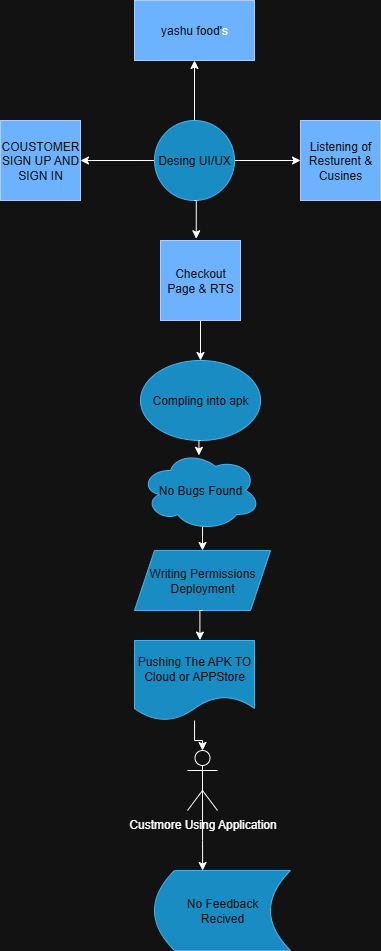 yashu food's
COUSTOMER
SIGN UP AND
SIGN IN
Desing UI/UX
Listening of
Resturent &
Cusines
Checkout
Page & RTS
Compling into apk
No Bugs Found
Writing Permissions
Deployment
Pushing The APK TO
Cloud or APPStore
Custmore Using Application
No Feedback
Recived